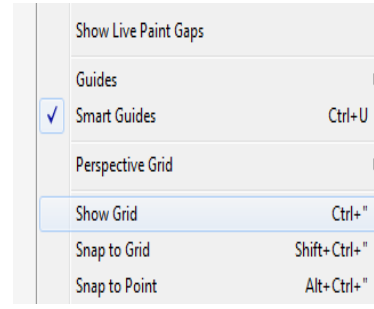 Show Live Paint Gaps
Guides
Smart Guides Ctrl+U
Perspective Grid
Show Grid Ctrl+"
Snap to Grid Shift+Ctrl+"
Snap to Point Alt+Ctrl+"